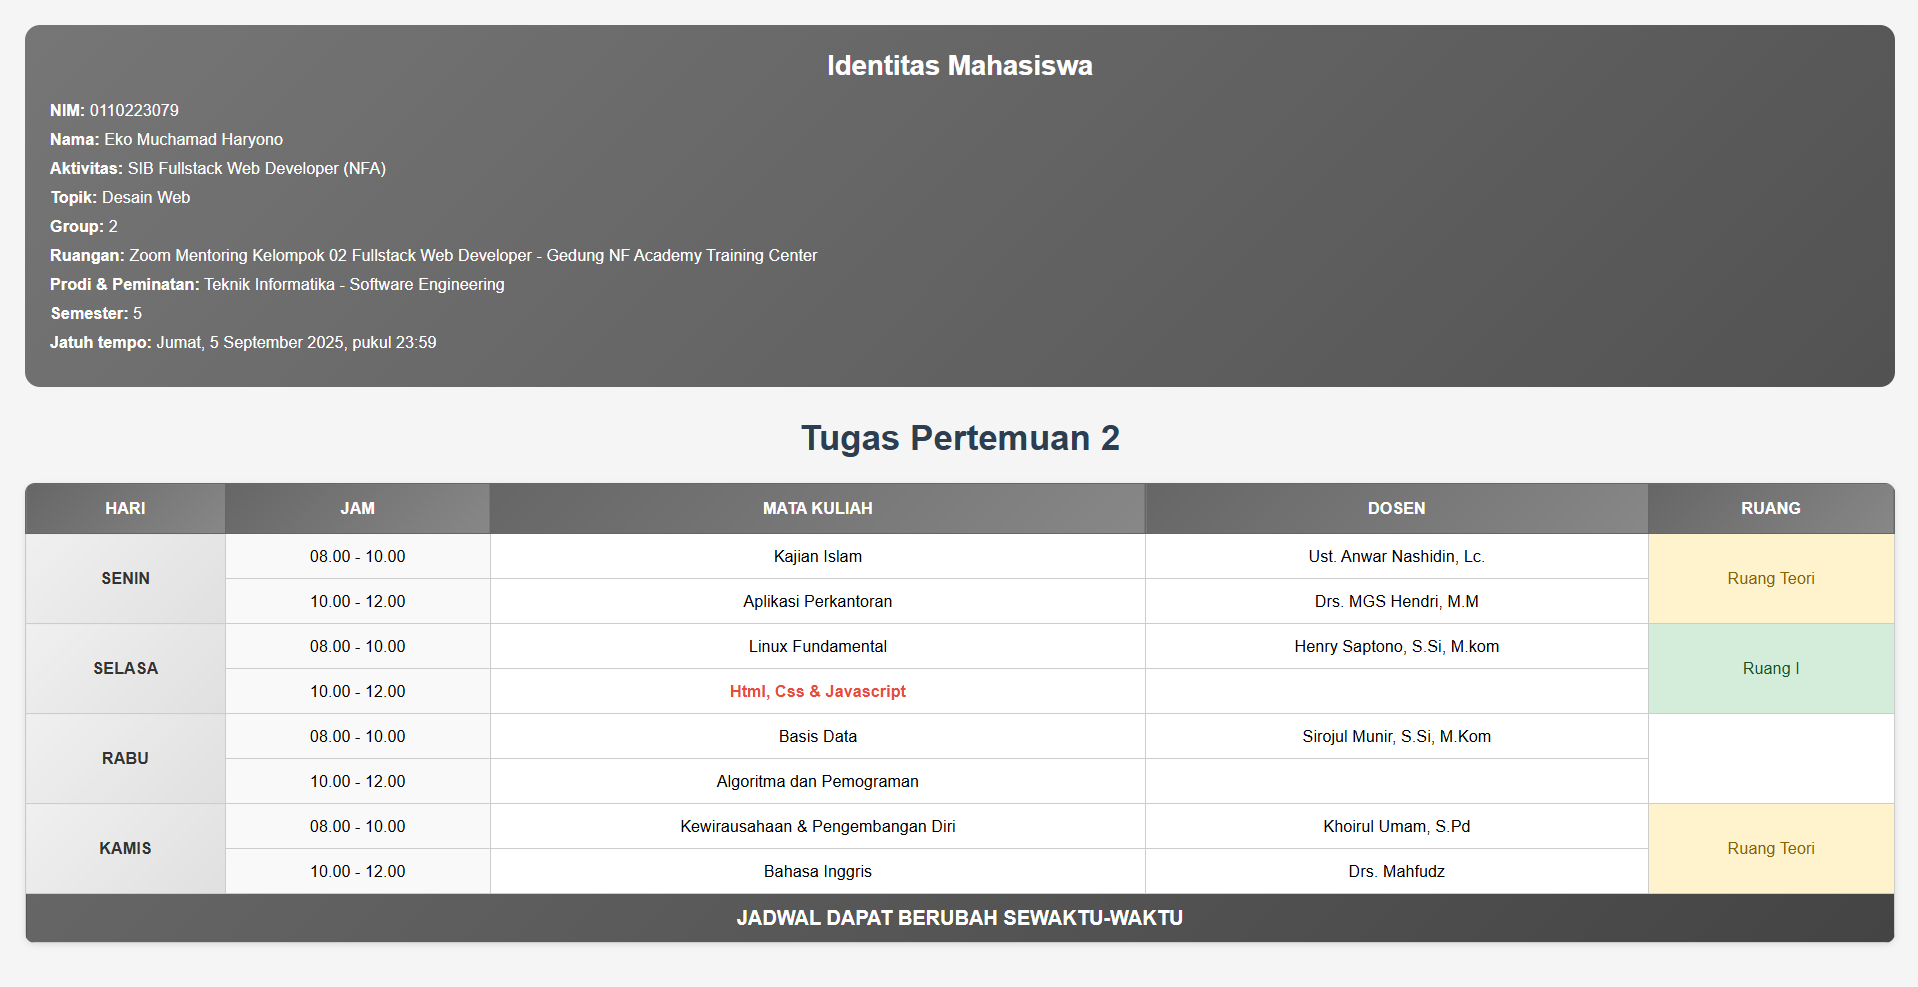 Identitas Mahasiswa
NIM: 0110223079
Nama: Eko Muchamad Haryono
Aktivitas: SIB Fullstack Web Developer (NFA)
Topik: Desain Web
Group: 2
Ruangan: Zoom Mentoring Kelompok 02 Fullstack Web Developer - Gedung NF Academy Training Center
Prodi & Peminatan: Teknik Informatika - Software Engineering
Semester: 5
Jatuh tempo: Jumat, 5 September 2025, pukul 23:59
Tugas Pertemuan 2
HARI JAM MATA KULIAH DOSEN RUANG
SENIN 08.00 - 10.00 Kajian Islam Ust. Anwar Nashidin, Lc. Ruang Teori
10.00 - 12.00 Aplikasi Perkantoran Drs. MGS Hendri, M.M
SELASA 08.00 - 10.00 Linux Fundamental Henry Saptono, S.Si, M.kom Ruang I
10.00 - 12.00 Html, Css & Javascript
RABU 08.00 - 10.00 Basis Data Sirojul Munir, S.Si, M.Kom
10.00 - 12.00 Algoritma dan Pemograman
KAMIS 08.00 - 10.00 Kewirausahaan & Pengembangan Diri Khoirul Umam, S.Pd Ruang Teori
10.00 - 12.00 Bahasa Inggris Drs. Mahfudz
JADWAL DAPAT BERUBAH SEWAKTU-WAKTU